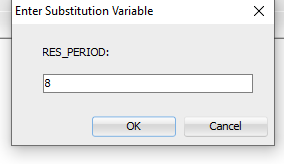 Enter Substitution Variable
RES_PERIOD:
8
OK
Cancel